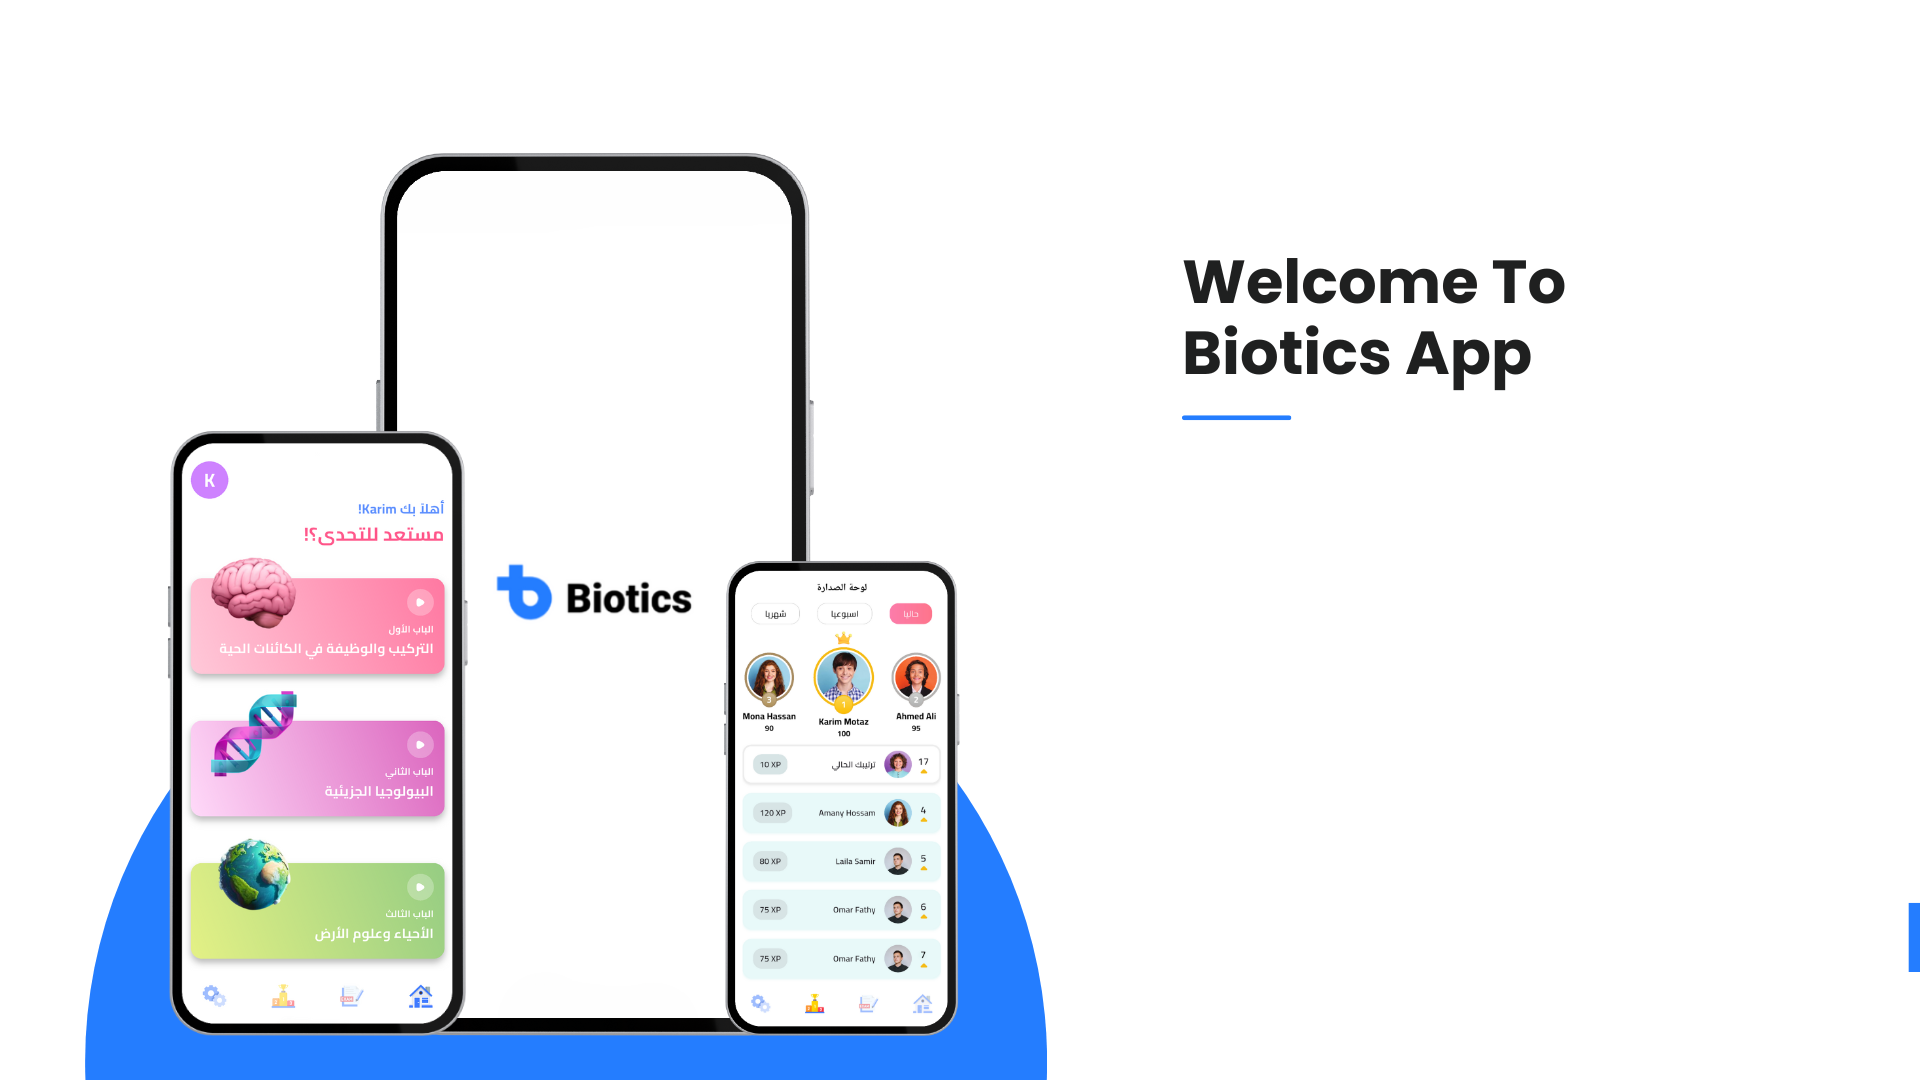 Welcome To
Biotics App
K
أهلاً بك Karim!
مستعد للتحدى؟!
الباب الأول
التركيب والوظيفة في الكائنات الحية
الباب الثاني
البيولوجيا الجزيئية
الباب الثالث
الأحياء وعلوم الأرض
Biotics
لوحة الصدارة
حاليا
اسبوعيا
شهريا
3
1
2
Mona Hassan
90
Karim Motaz
100
Ahmed Ali
95
17
ترتيبك الحالي
10 XP
4
Amany Hossam
120 XP
5
Laila Samir
80 XP
6
Omar Fathy
75 XP
7
Omar Fathy
75 XP